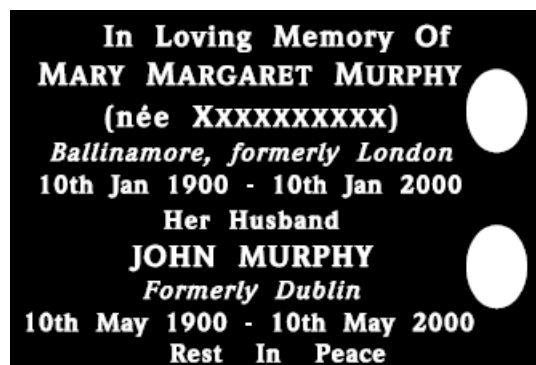 In Loving Memory Of
MARY MARGARET MURPHY
(née XXXXXXXXXX)
Ballinamore, formerly London
10th Jan 1900 - 10th Jan 2000
Her Husband
JOHN MURPHY
Formerly Dublin
10th May 1900 - 10th May 2000
Rest In Peace